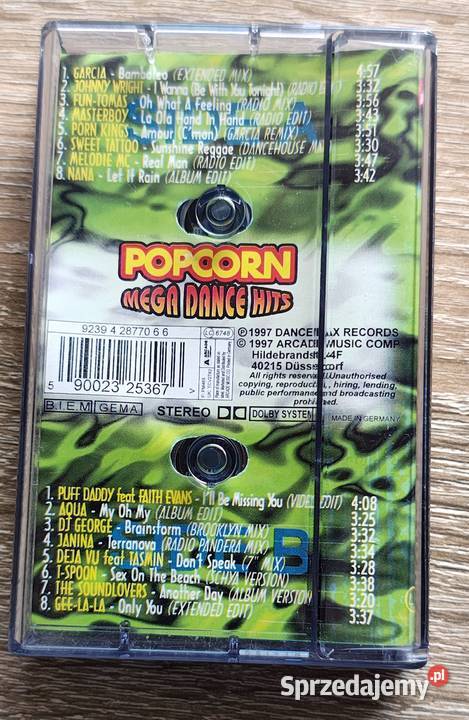 1. GARCIA - Bamboleo (EXTENDED MIX) 4:57
2. JOHNNY WRIGHT - I Wanna (Be With You Tonight) (RADIO EDIT) 3:32
3. FUN-TOMAS - Oh What A Feeling (RADIO MIX) 3:56
4. MASTERBOY - La Ola Hand In Hand (RADIO EDIT) 3:43
5. PORN KINGS - Amour (C'mon) (GARCIA REMIX) 3:51
6. SWEET TATTOO - Sunshine Reggae (DANCEHOUSE 3:30
7. MELODIE MC - Real Man (RADIO EDIT) 3:47
8. NANA - Let It Rain (ALBUM EDIT) 3:42
A
POPCORN
MEGA DANCE HITS
9239 4 28770 6 6
LC 6748
5 90023 25367 >
Ⓟ 1997 DANCE MAX RECORDS
© 1997 ARCADE MUSIC COMP.
40215 Düsseldorf
All rights reserved. Unauthorised
copying, reproduction, hiring, lending,
public performance and broadcasting
prohibited.
B.I.E.M. GEMA STEREO DOLBY SYSTEM MADE IN GERMANY
1. PUFF DADDY feat FAITH EVANS - I'll Be Missing You (VIDEO EDIT) 4:08
2. AQUA - My Oh My (ALBUM EDIT) 3:25
3. DJ GEORGE - Brainstorm (BROOKLYN MIX) 3:32
4. JANINA - Terranova (RADIO PANDERA MIX) 3:34
5. DEJA VU feat TASMIN - Don't Speak (7" MIX) 3:28
6. T-SPOON - Sex On The Beach (SCHYA VERSION) 3:38
7. THE SOUNDLOVERS - Another Day (ALBUM VERSION 3:20
8. GEE-LA-LA - Only You (EXTENDED EDIT) 3:37
B
Sprzedajemy.pl